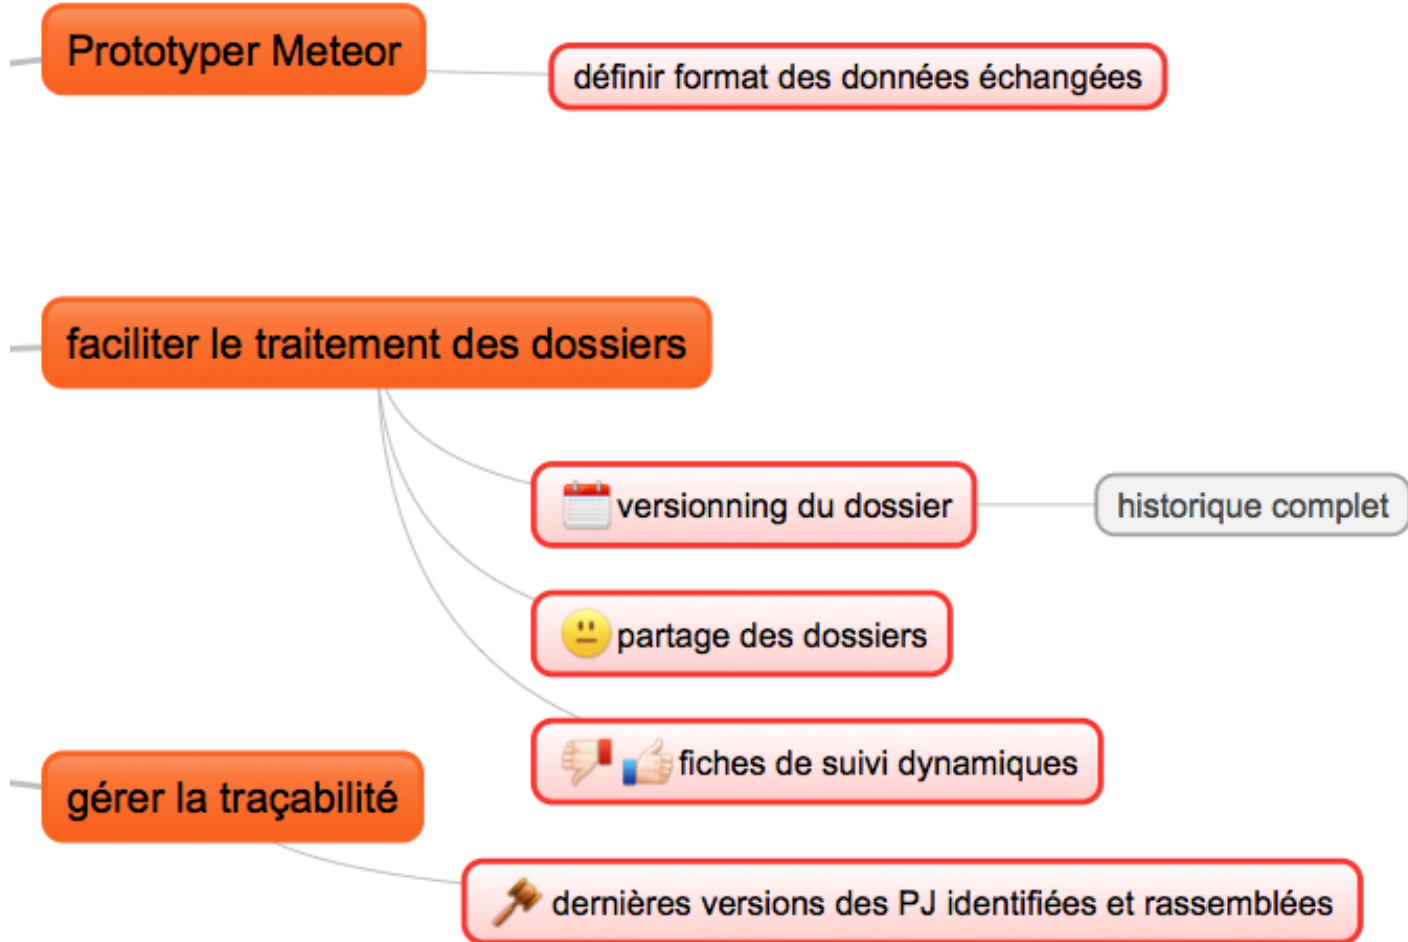 Prototyper Meteor
définir format des données échangées
faciliter le traitement des dossiers
versionning du dossier
historique complet
partage des dossiers
fiches de suivi dynamiques
gérer la traçabilité
dernières versions des PJ identifiées et rassemblées